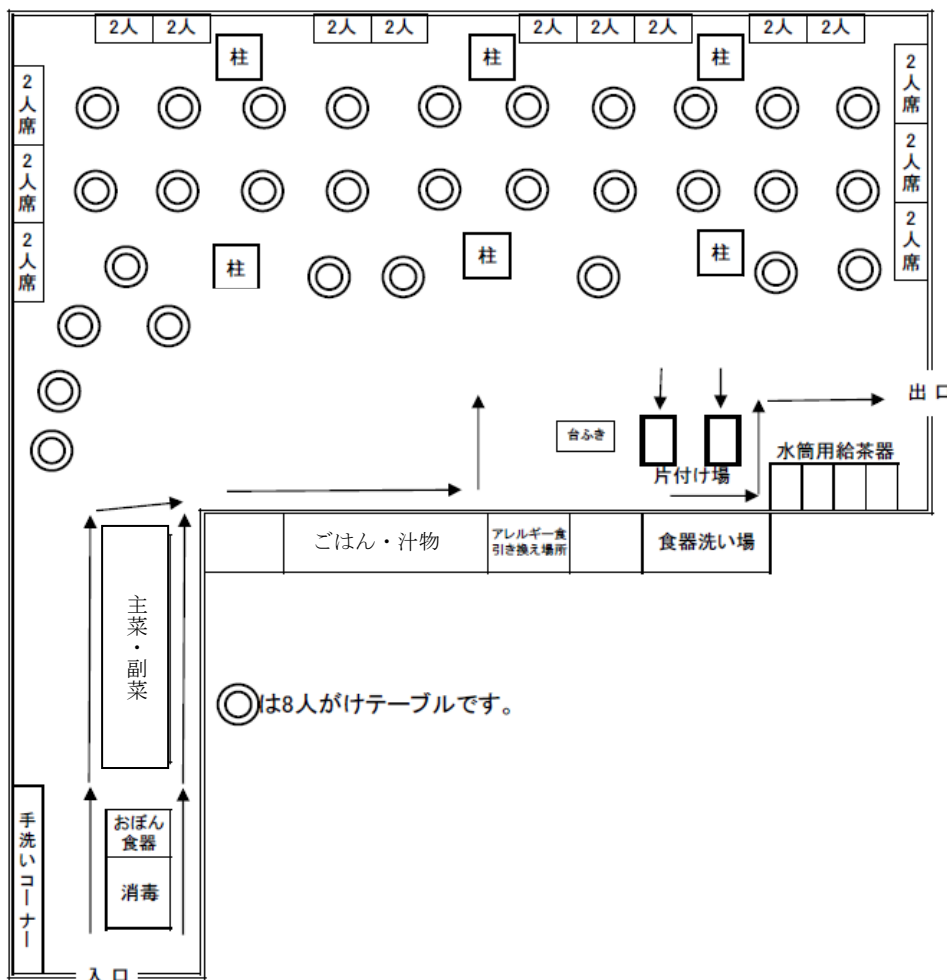 2人 2人 2人 2人 2人 2人 2人 2人 2人
柱 柱 柱
2人席
2人席
2人席
2人席
2人席
2人席
柱 柱 柱
出口
台ふき
水筒用給茶器
片付け場
ごはん・汁物
アレルギー食
引き換え場所
食器洗い場
主菜・副菜
は8人がけテーブルです。
おぼん
食器
消毒
手洗いコーナー
入口